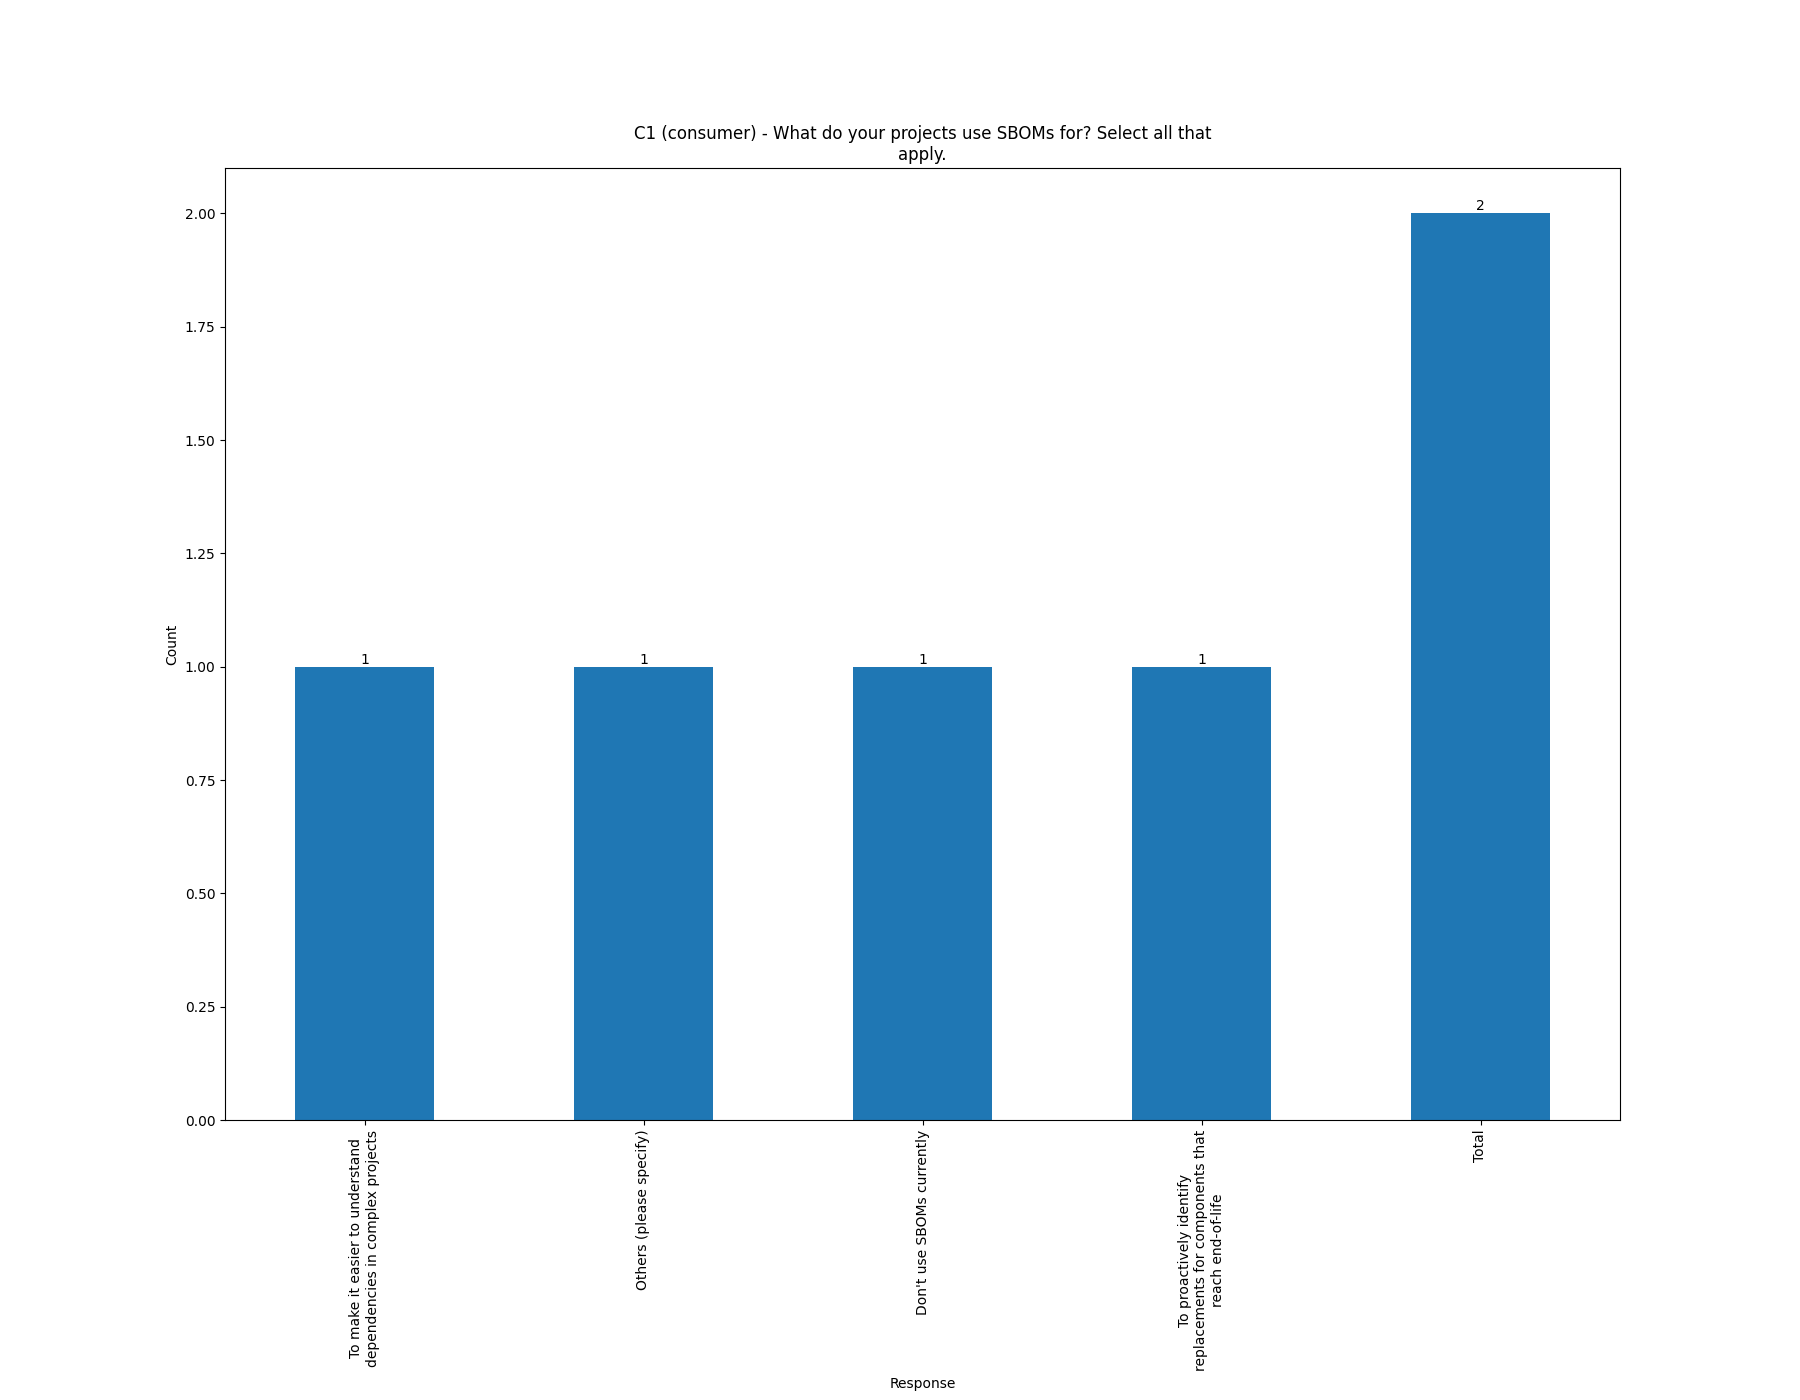 C1 (consumer) - What do your projects use SBOMs for? Select all that
apply.
2.00
1.75
1.50
1.25
1.00
0.75
0.50
0.25
0.00
Count
1
1
1
1
2
To make it easier to understand
dependencies in complex projects
Others (please specify)
Don't use SBOMs currently
To proactively identify
replacements for components that
reach end-of-life
Total
Response